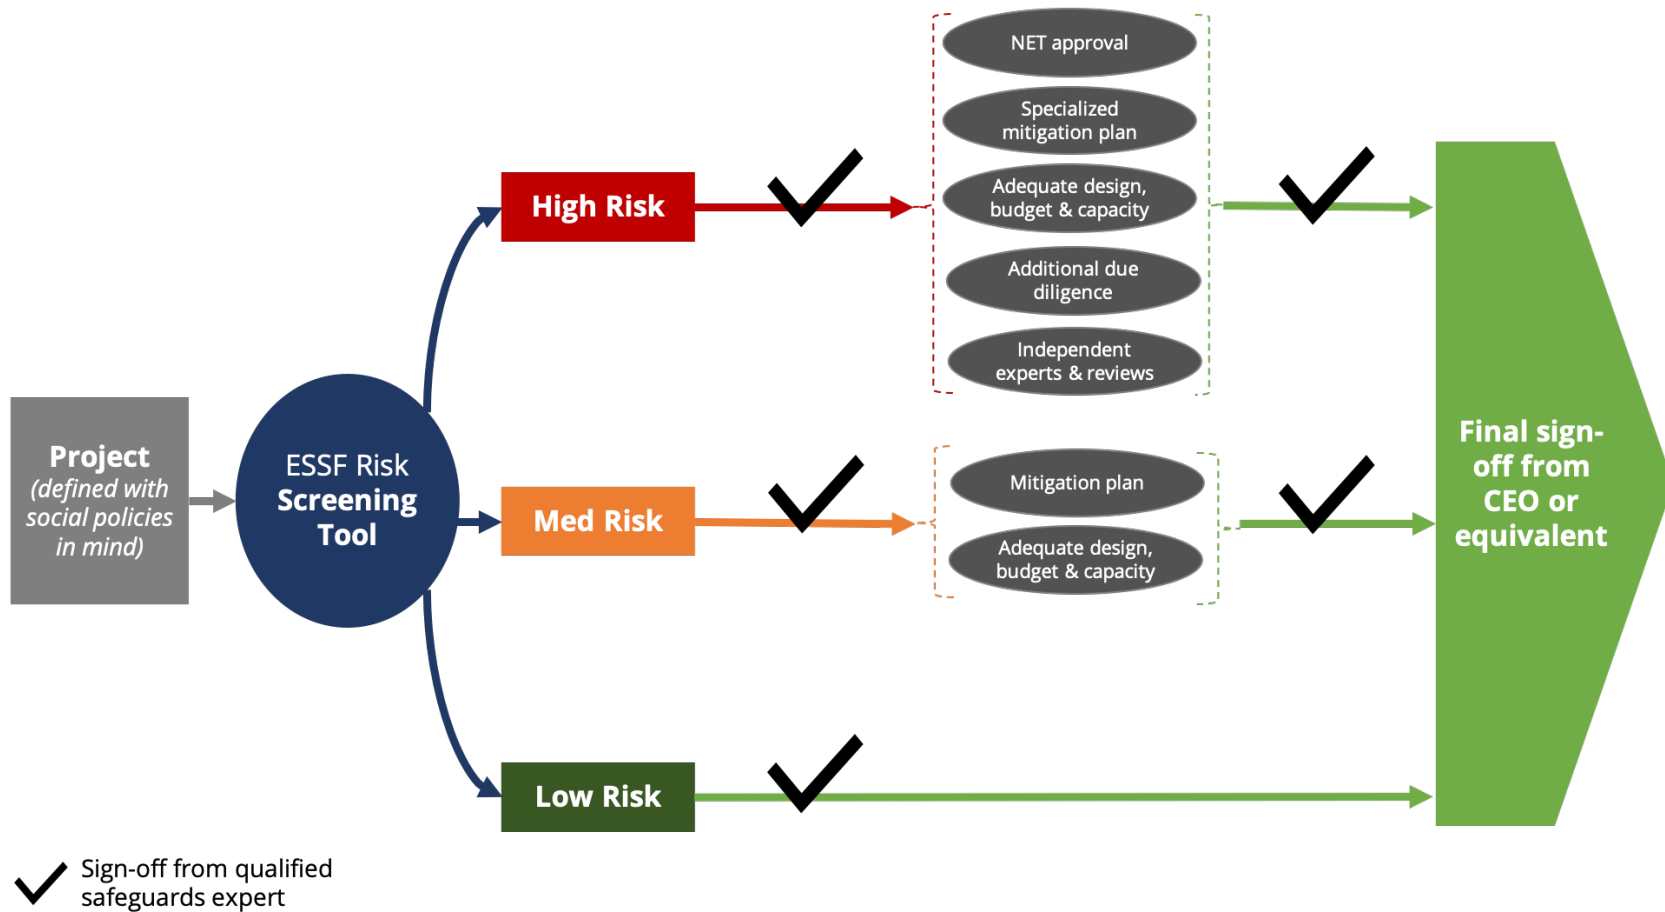 NET approval
Specialized
mitigation plan
High Risk
Adequate design,
budget & capacity
Additional due
diligence
Independent
experts & reviews
Project
(defined with
social policies
in mind)
ESSF Risk
Screening
Tool
Med Risk
Mitigation plan
Adequate design,
budget & capacity
Final sign-
off from
CEO or
equivalent
Low Risk
Sign-off from qualified
safeguards expert